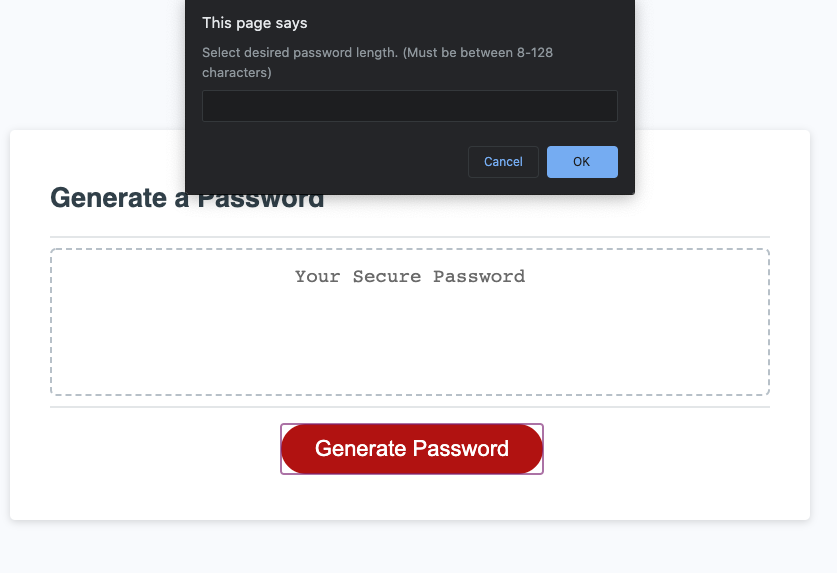 This page says
Select desired password length. (Must be between 8-128
characters)
Cancel
OK
Generate a Password
Your Secure Password
Generate Password